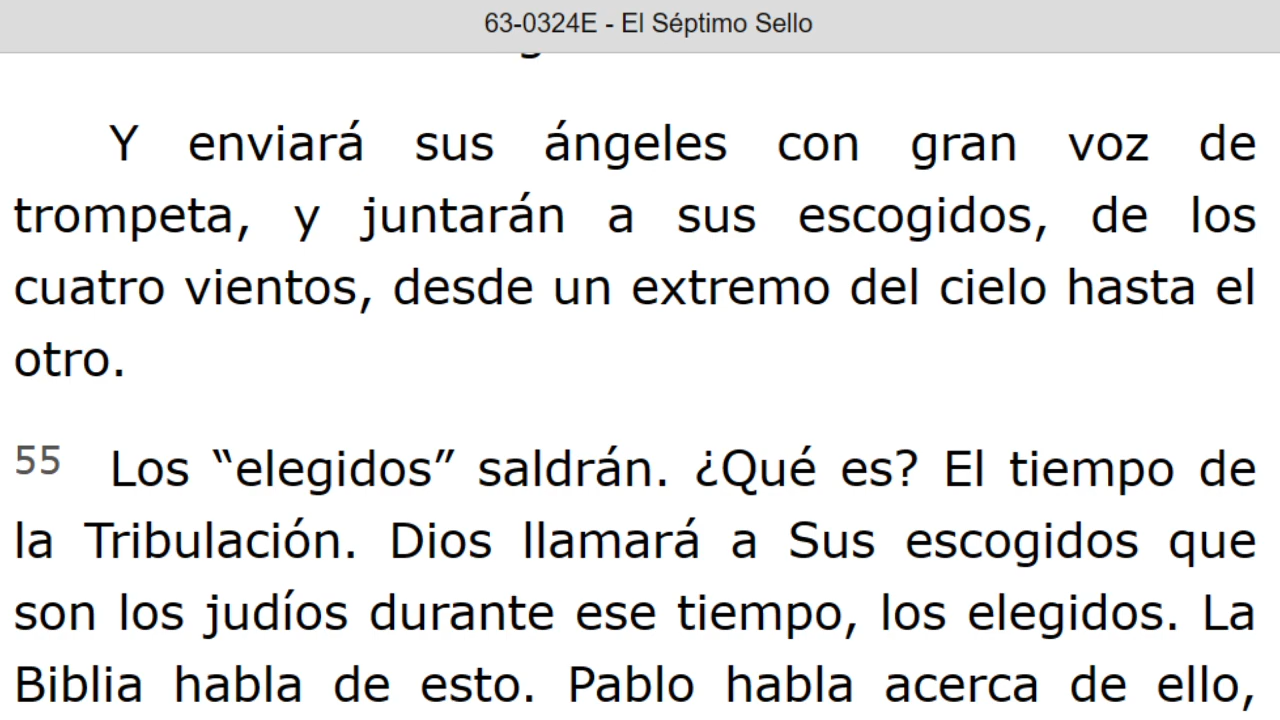 63-0324E - El Séptimo Sello
Y enviará sus ángeles con gran voz de
trompeta, y juntarán a sus escogidos, de los
cuatro vientos, desde un extremo del cielo hasta el
otro.
55 Los “elegidos” saldrán. ¿Qué es? El tiempo de
la Tribulación. Dios llamará a Sus escogidos que
son los judíos durante ese tiempo, los elegidos. La
Biblia habla de esto. Pablo habla acerca de ello,